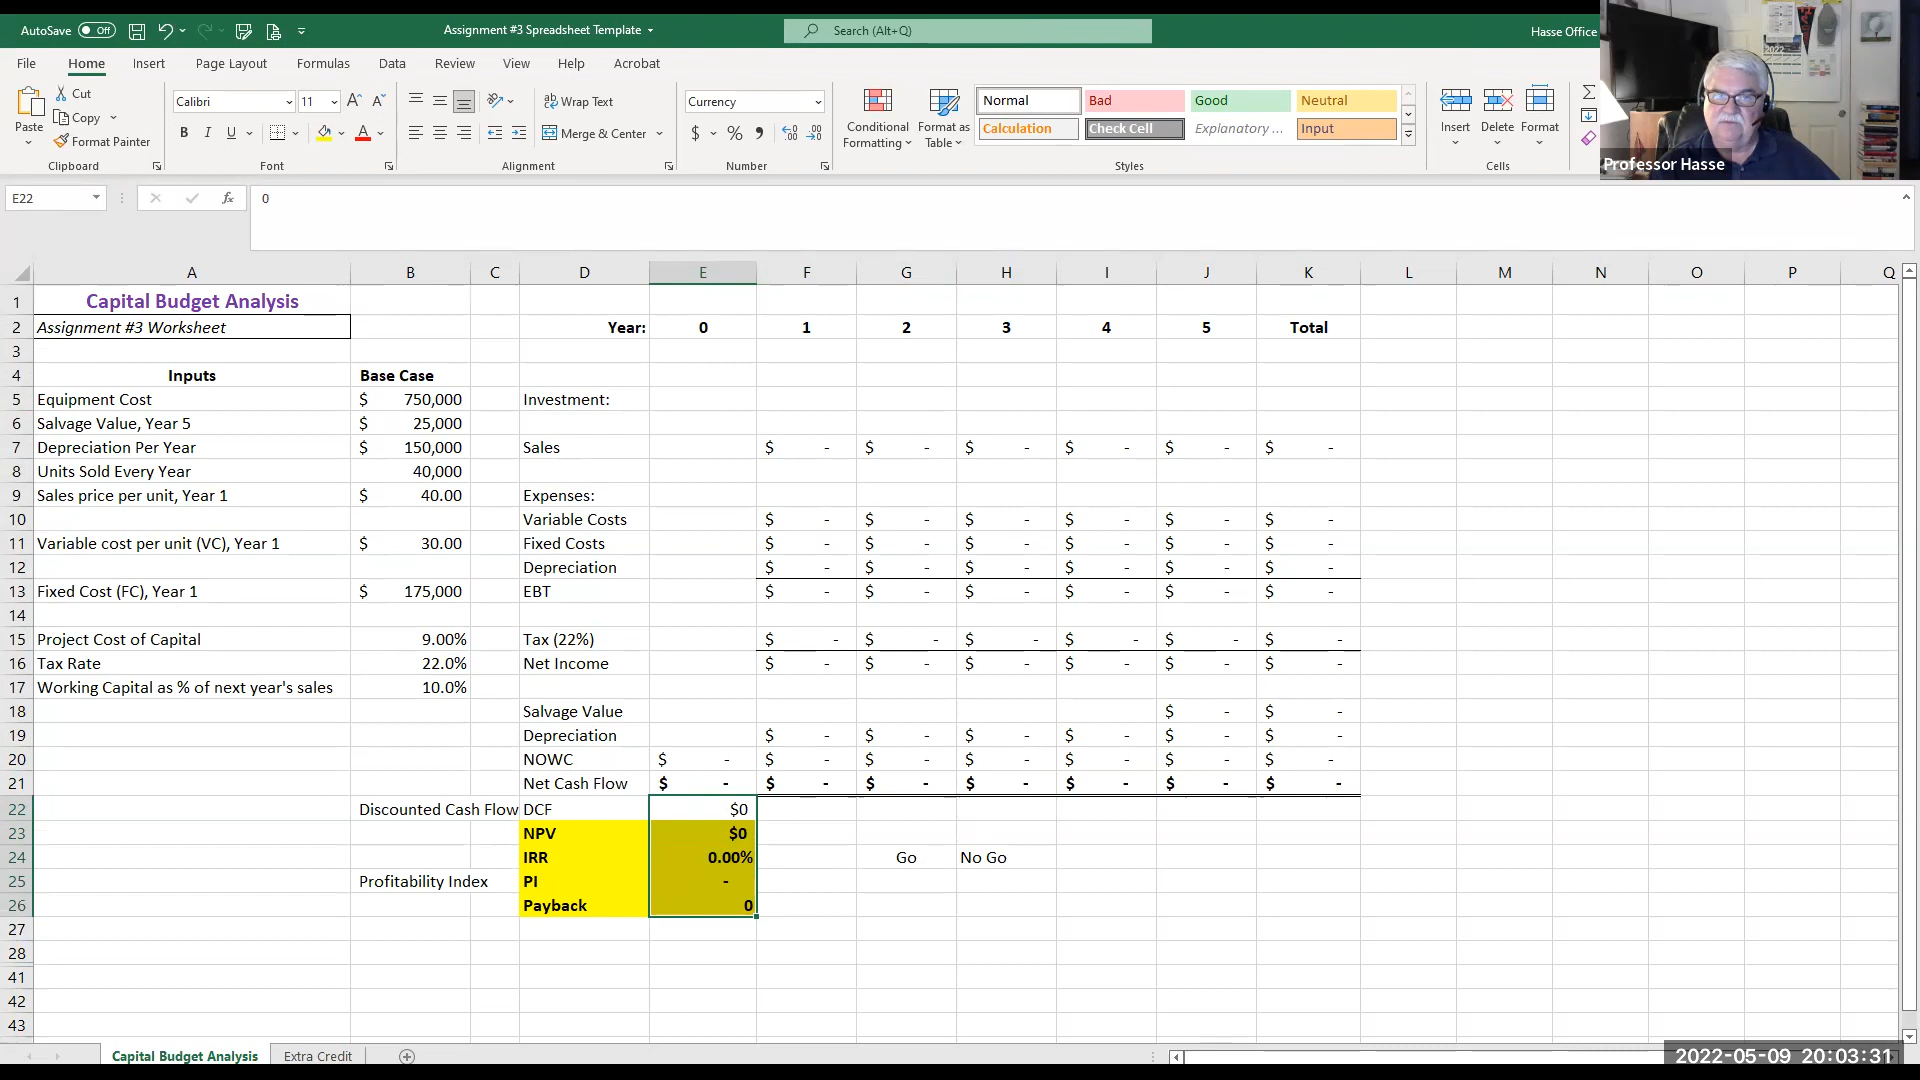 AutoSave Off Assignment #3 Spreadsheet Template Search (Alt+Q) Hasse Office
File Home Insert Page Layout Formulas Data Review View Help Acrobat
Paste Cut Copy Format Painter Clipboard
Calibri 11 B I U A A A Font
Wrap Text Merge & Center Alignment
Currency $ % Number
Conditional Formatting Format as Table
Normal Bad Good Neutral
Calculation Check Cell Explanatory ... Input
Styles
Insert Delete Format Cells
Professor Hasse
E22 fx 0
A B C D E F G H I J K L M N O P Q
1 Capital Budget Analysis
2 Assignment #3 Worksheet Year: 0 1 2 3 4 5 Total
3
4 Inputs Base Case
5 Equipment Cost $ 750,000 Investment:
6 Salvage Value, Year 5 $ 25,000
7 Depreciation Per Year $ 150,000 Sales $ - $ - $ - $ - $ - $ -
8 Units Sold Every Year 40,000
9 Sales price per unit, Year 1 $ 40.00 Expenses:
10 Variable Costs $ - $ - $ - $ - $ - $ -
11 Variable cost per unit (VC), Year 1 $ 30.00 Fixed Costs $ - $ - $ - $ - $ - $ -
12 Depreciation $ - $ - $ - $ - $ - $ -
13 Fixed Cost (FC), Year 1 $ 175,000 EBT $ - $ - $ - $ - $ - $ -
14
15 Project Cost of Capital 9.00% Tax (22%) $ - $ - $ - $ - $ - $ -
16 Tax Rate 22.0% Net Income $ - $ - $ - $ - $ - $ -
17 Working Capital as % of next year's sales 10.0%
18 Salvage Value $ - $ -
19 Depreciation $ - $ - $ - $ - $ - $ -
20 NOWC $ - $ - $ - $ - $ - $ - $ -
21 Net Cash Flow $ - $ - $ - $ - $ - $ - $ -
22 Discounted Cash Flow DCF $0
23 NPV $0
24 IRR 0.00% Go No Go
25 Profitability Index PI -
26 Payback 0
27
28
41
42
43
Capital Budget Analysis Extra Credit
2022-05-09 20:03:31